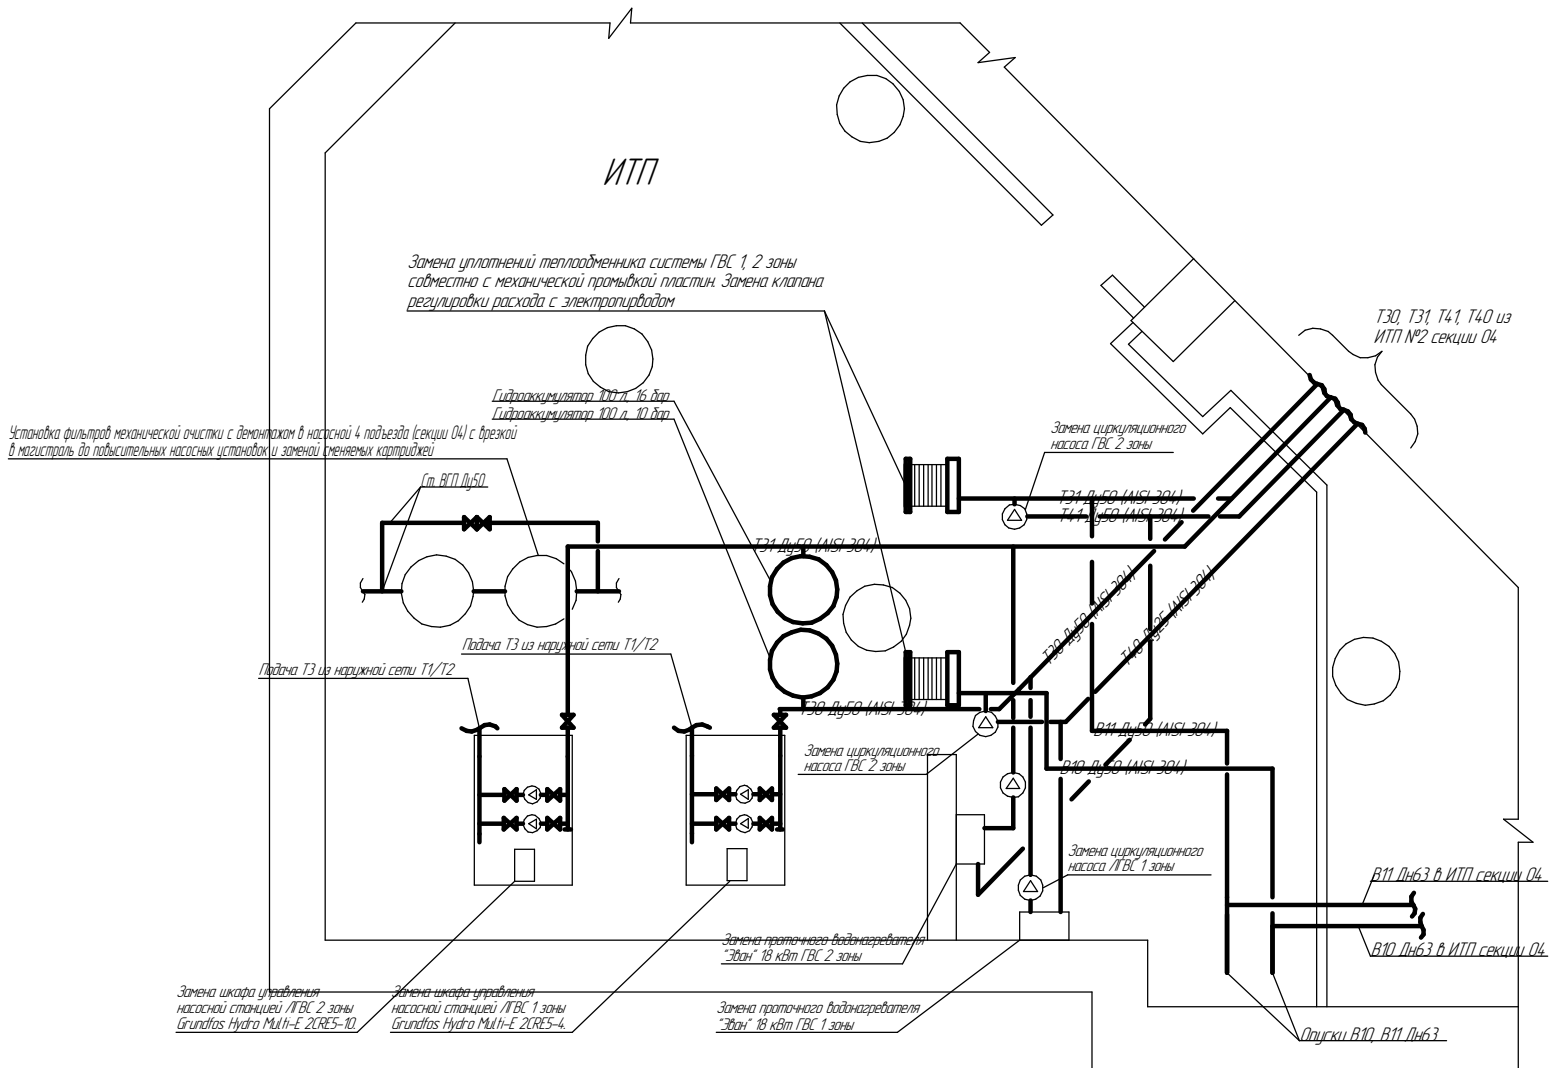 ИТП
Замена уплотнений теплообменника системы ГВС 1, 2 зоны
совместно с механической промывкой пластин. Замена клапана
регулировки расхода с электропирводом
Т30, Т31, Т41, Т40 из
ИТП №2 секции 04
Гидроаккумулятор 100 л, 16 бар
Гидроаккумулятор 100 л, 10 бар
Установка фильтров механической очистки с демонтажом в насосной 4 подъезда (секции 04) с врезкой
в магистраль до повысительных насосных установок и заменой сменяемых картриджей
Замена циркуляционного
насоса ГВС 2 зоны
Ст. ВГП Ду50
Т31 Ду50 (AISI-304)
Т41 Ду50 (AISI-304)
Т31 Ду50 (AISI-304)
Т30 Ду50 (AISI-304)
Т40 Ду25 (AISI-304)
Подача Т3 из наружной сети Т1/Т2
Подача Т3 из наружной сети Т1/Т2
Т30 Ду50 (AISI-304)
В11 Ду50 (AISI-304)
Замена циркуляционного
насоса ГВС 2 зоны
В10 Ду50 (AISI-304)
Замена циркуляционного
насоса /ГВС 1 зоны
В11 Дн63 в ИТП секции 04
Замена проточного водонагревателя
"Эван" 18 кВт ГВС 2 зоны
В10 Дн63 в ИТП секции 04
Замена шкафа управления
насосной станцией /ГВС 2 зоны
Grundfos Hydro Multi-E 2CRE5-10.
Замена шкафа управления
насосной станцией /ГВС 1 зоны
Grundfos Hydro Multi-E 2CRE5-4.
Замена проточного водонагревателя
"Эван" 18 кВт ГВС 1 зоны
Опуски В10, В11 Дн63